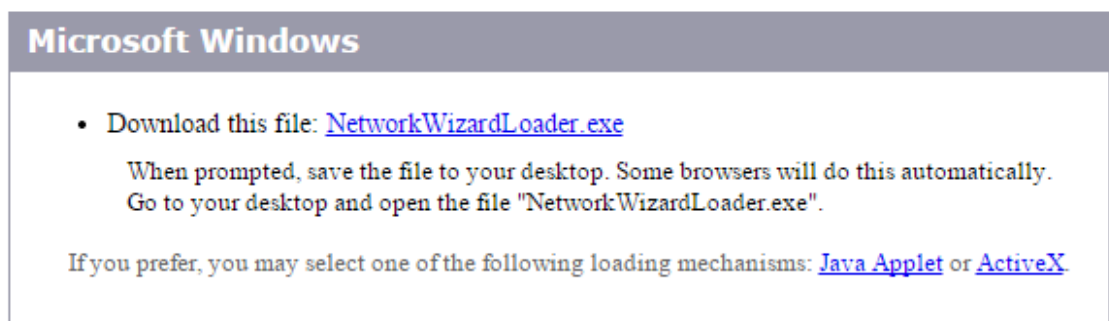 Microsoft Windows
• Download this file: NetworkWizardLoader.exe
When prompted, save the file to your desktop. Some browsers will do this automatically.
Go to your desktop and open the file "NetworkWizardLoader.exe".
If you prefer, you may select one of the following loading mechanisms: Java Applet or ActiveX.